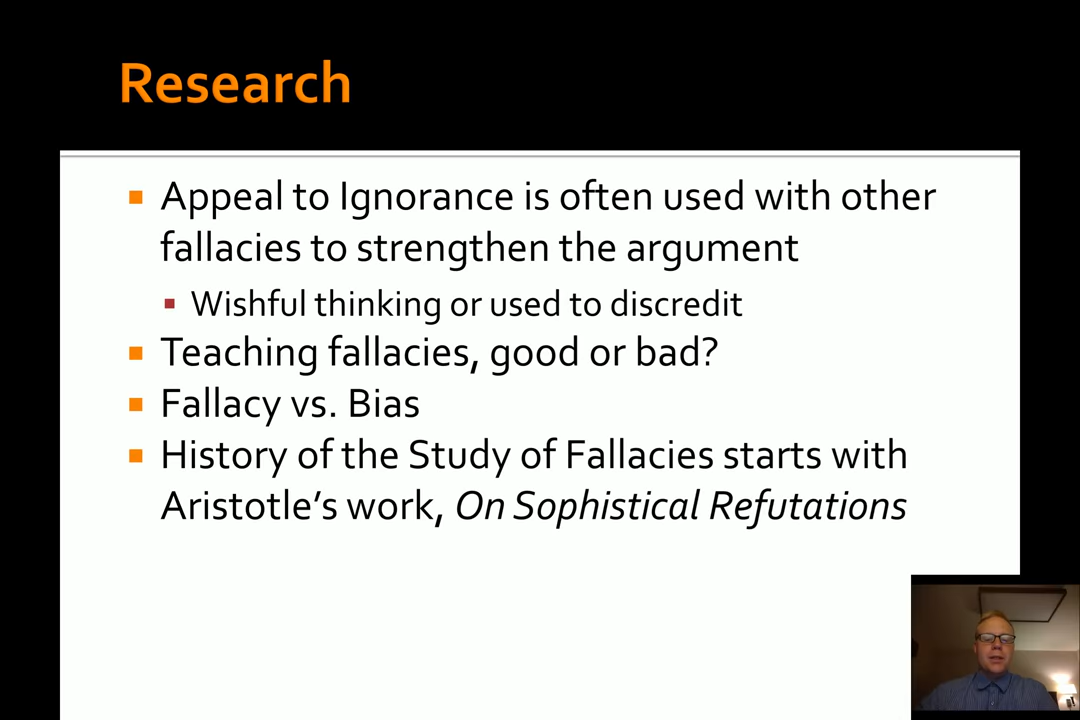 Research
Appeal to Ignorance is often used with other
fallacies to strengthen the argument
Wishful thinking or used to discredit
Teaching fallacies, good or bad?
Fallacy vs. Bias
History of the Study of Fallacies starts with
Aristotle’s work, On Sophistical Refutations